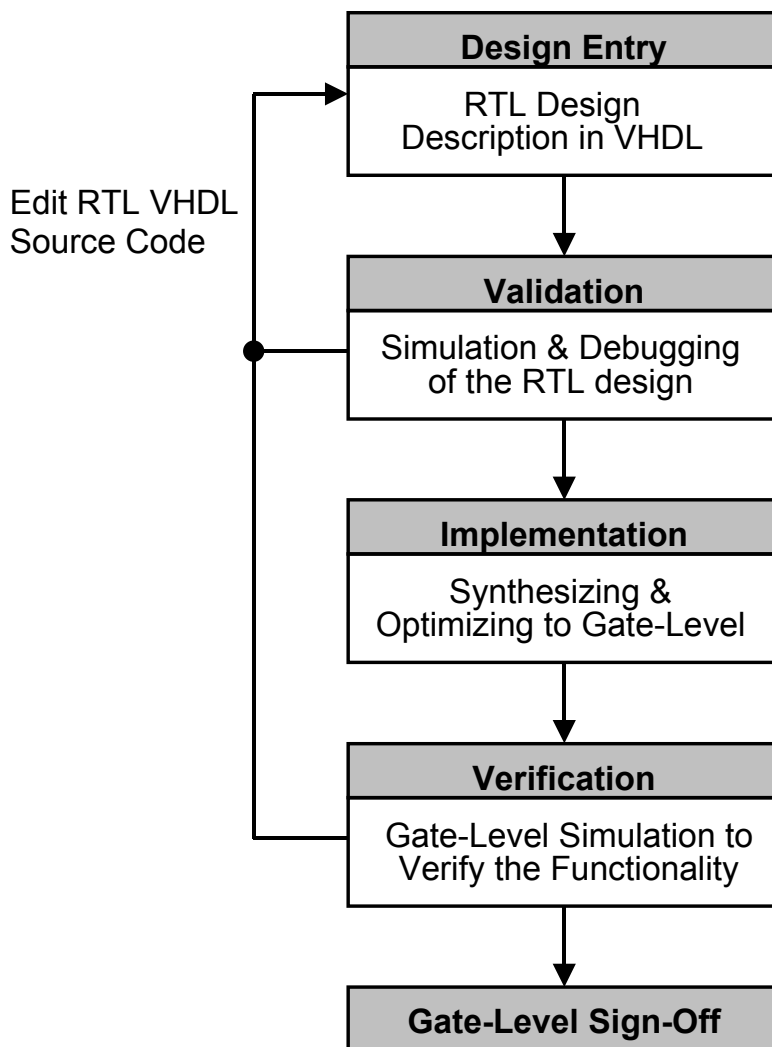 Design Entry
RTL Design
Description in VHDL
Edit RTL VHDL
Source Code
Validation
Simulation & Debugging
of the RTL design
Implementation
Synthesizing &
Optimizing to Gate-Level
Verification
Gate-Level Simulation to
Verify the Functionality
Gate-Level Sign-Off